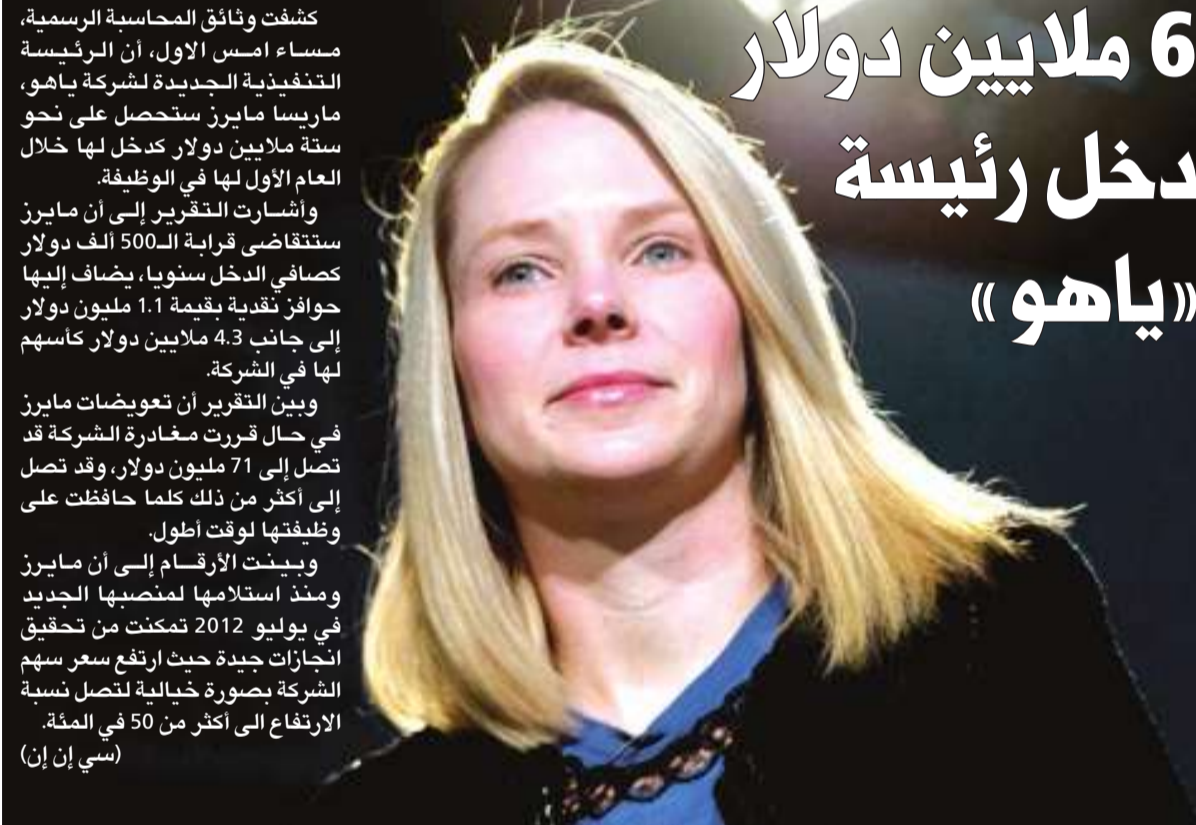 6 ملايين دولار
دخل رئيسة
«ياهو»
كشفت وثائق المحاسبة الرسمية،
مساء امس الاول، أن الرئيسة
التنفيذية الجديدة لشركة ياهو،
ماريسا مايرز ستحصل على نحو
ستة ملايين دولار كدخل لها خلال
العام الأول لها في الوظيفة.
وأشارت التقرير إلى أن مايرز
ستتقاضى قرابة الـ500 ألف دولار
كصافي الدخل سنويا، يضاف إليها
حوافز نقدية بقيمة 1.1 مليون دولار
إلى جانب 4.3 ملايين دولار كأسهم
لها في الشركة.
وبين التقرير أن تعويضات مايرز
في حال قررت مغادرة الشركة قد
تصل إلى 71 مليون دولار، وقد تصل
إلى أكثر من ذلك كلما حافظت على
وظيفتها لوقت أطول.
وبينت الأرقام إلى أن مايرز
ومنذ استلامها لمنصبها الجديد
في يوليو 2012 تمكنت من تحقيق
انجازات جيدة حيث ارتفع سعر سهم
الشركة بصورة خيالية لتصل نسبة
الارتفاع الى أكثر من 50 في المئة.
(سي إن إن)